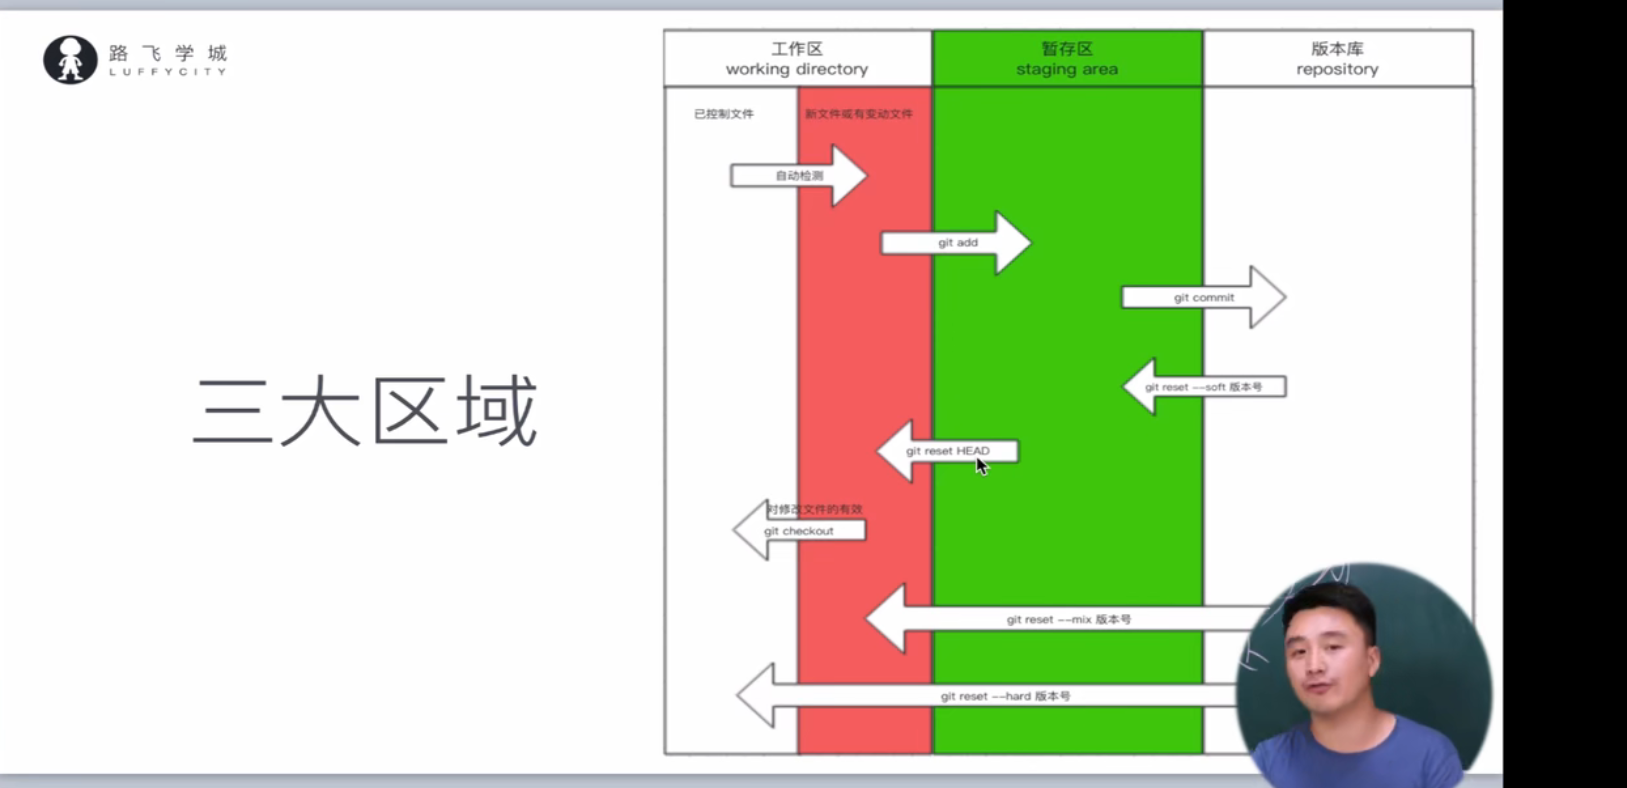 路飞学城
LUFFYCITY
三大区域
工作区
working directory
暂存区
staging area
版本库
repository
已控制文件
新文件或有变动文件
自动检测
git add
git commit
git reset --soft 版本号
git reset HEAD
对修改文件的有效
git checkout
git reset --mix 版本号
git reset --hard 版本号